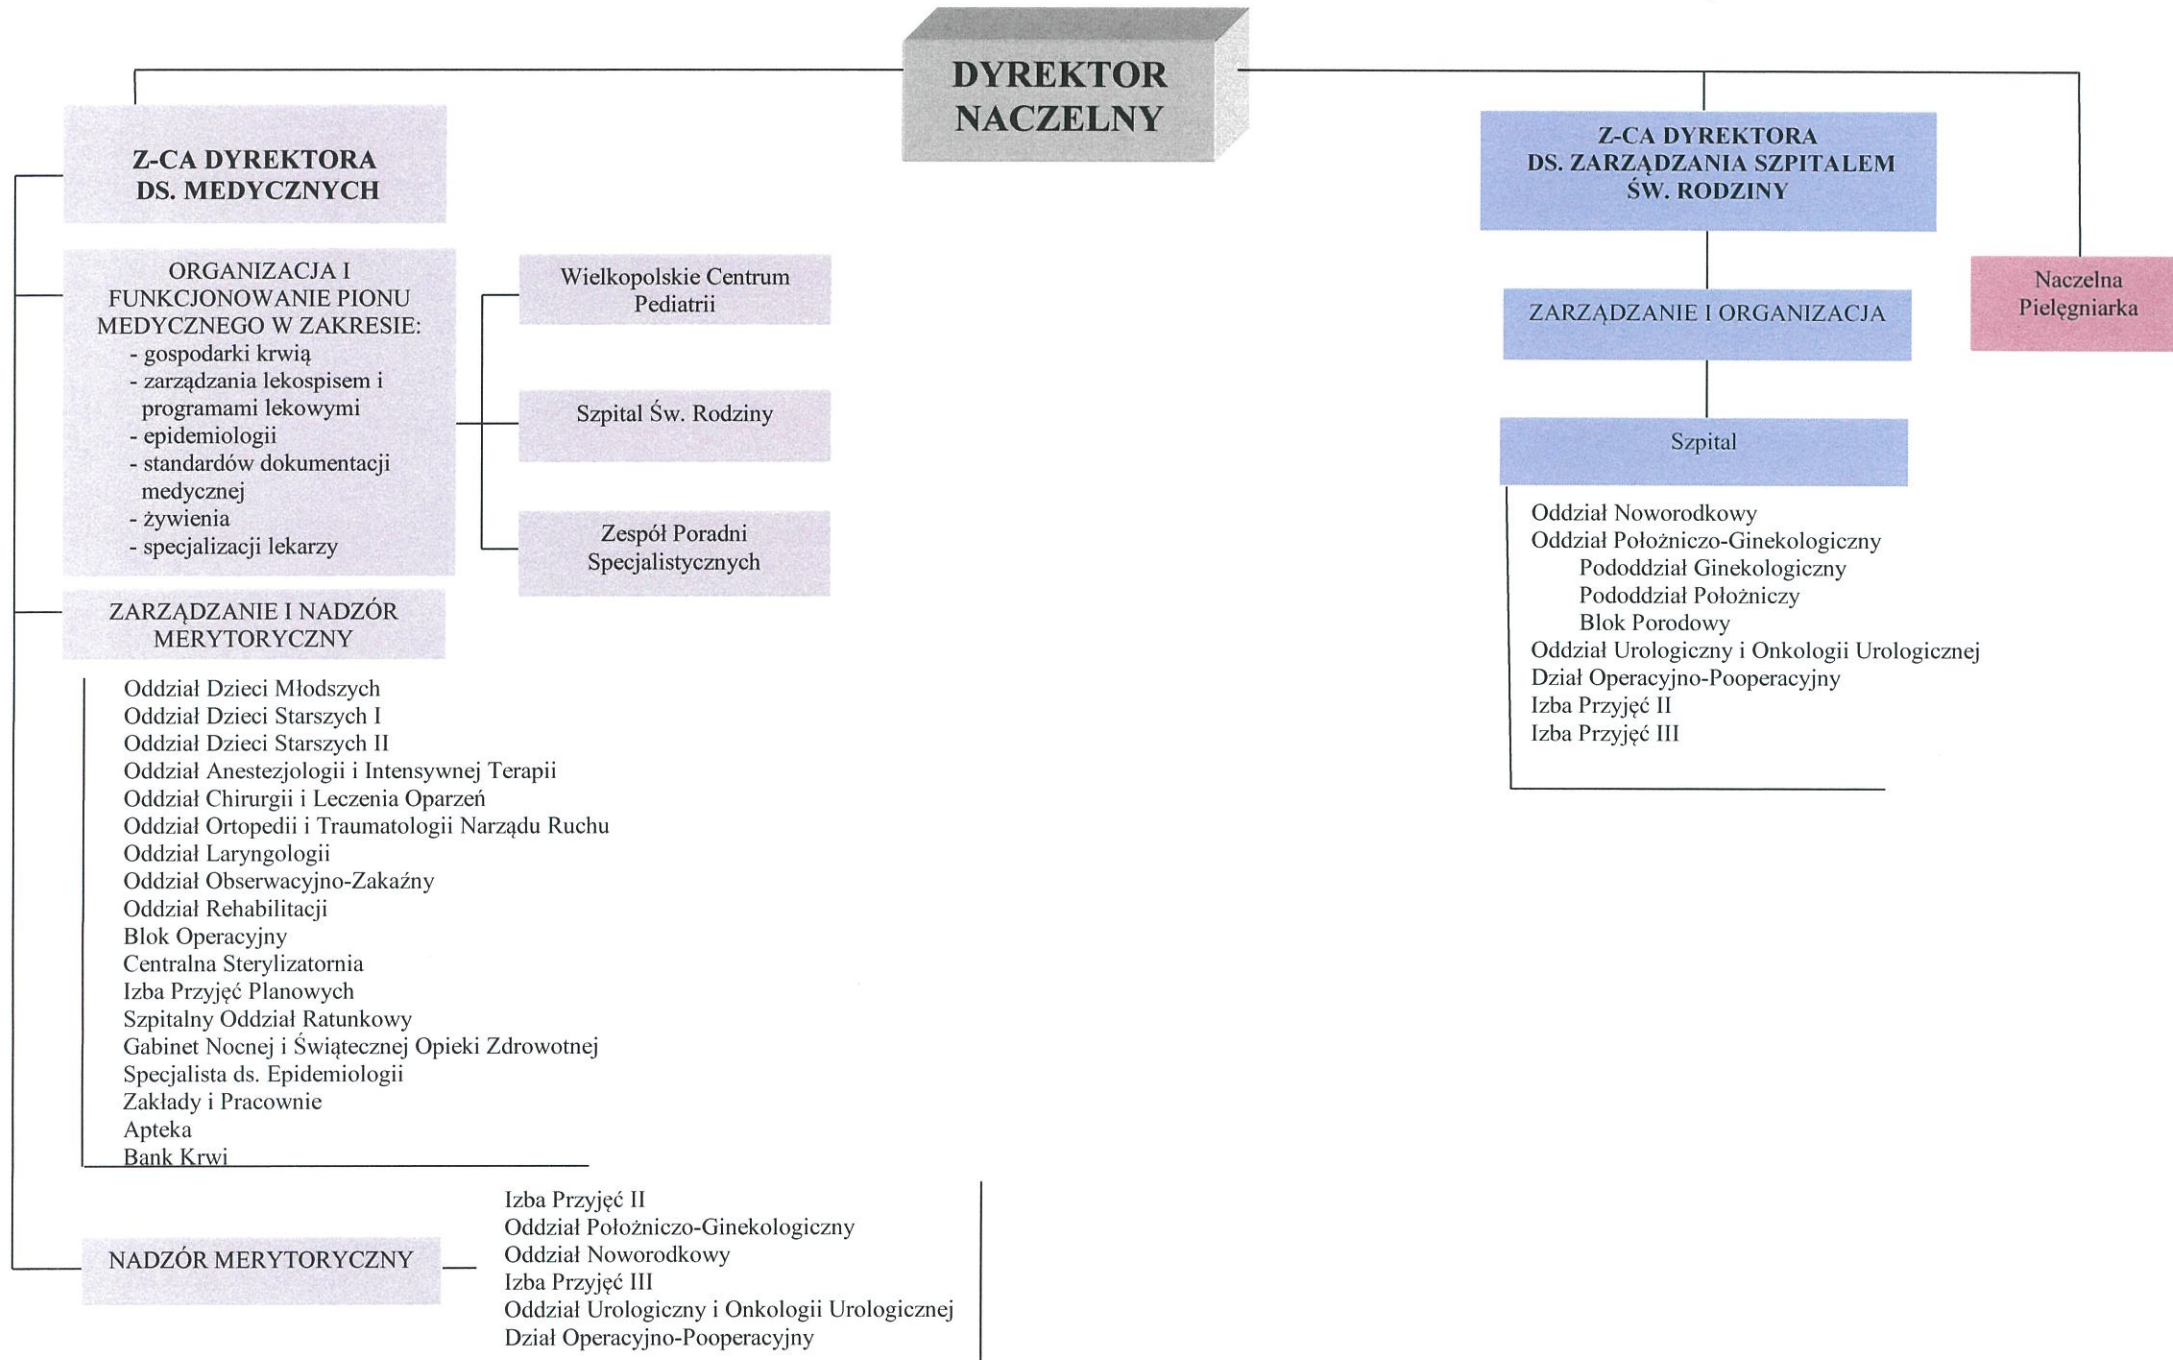 DYREKTOR
NACZELNY
Z-CA DYREKTORA
DS. MEDYCZNYCH
ORGANIZACJA I
FUNKCJONOWANIE PIONU
MEDYCZNEGO W ZAKRESIE:
- gospodarki krwią
- zarządzania lekospisem i
programami lekowymi
- epidemiologii
- standardów dokumentacji
medycznej
- żywienia
- specjalizacji lekarzy
Wielkopolskie Centrum
Pediatrii
Szpital Św. Rodziny
Zespół Poradni
Specjalistycznych
ZARZĄDZANIE I NADZÓR
MERYTORYCZNY
Oddział Dzieci Młodszych
Oddział Dzieci Starszych I
Oddział Dzieci Starszych II
Oddział Anestezjologii i Intensywnej Terapii
Oddział Chirurgii i Leczenia Oparzeń
Oddział Ortopedii i Traumatologii Narządu Ruchu
Oddział Laryngologii
Oddział Obserwacyjno-Zakaźny
Oddział Rehabilitacji
Blok Operacyjny
Centralna Sterylizatornia
Izba Przyjęć Planowych
Szpitalny Oddział Ratunkowy
Gabinet Nocnej i Świątecznej Opieki Zdrowotnej
Specjalista ds. Epidemiologii
Zakłady i Pracownie
Apteka
Bank Krwi
NADZÓR MERYTORYCZNY
Izba Przyjęć II
Oddział Położniczo-Ginekologiczny
Oddział Noworodkowy
Izba Przyjęć III
Oddział Urologiczny i Onkologii Urologicznej
Dział Operacyjno-Pooperacyjny
Z-CA DYREKTORA
DS. ZARZĄDZANIA SZPITALEM
ŚW. RODZINY
ZARZĄDZANIE I ORGANIZACJA
Szpital
Oddział Noworodkowy
Oddział Położniczo-Ginekologiczny
Pododdział Ginekologiczny
Pododdział Położniczy
Blok Porodowy
Oddział Urologiczny i Onkologii Urologicznej
Dział Operacyjno-Pooperacyjny
Izba Przyjęć II
Izba Przyjęć III
Naczelna
Pielęgniarka